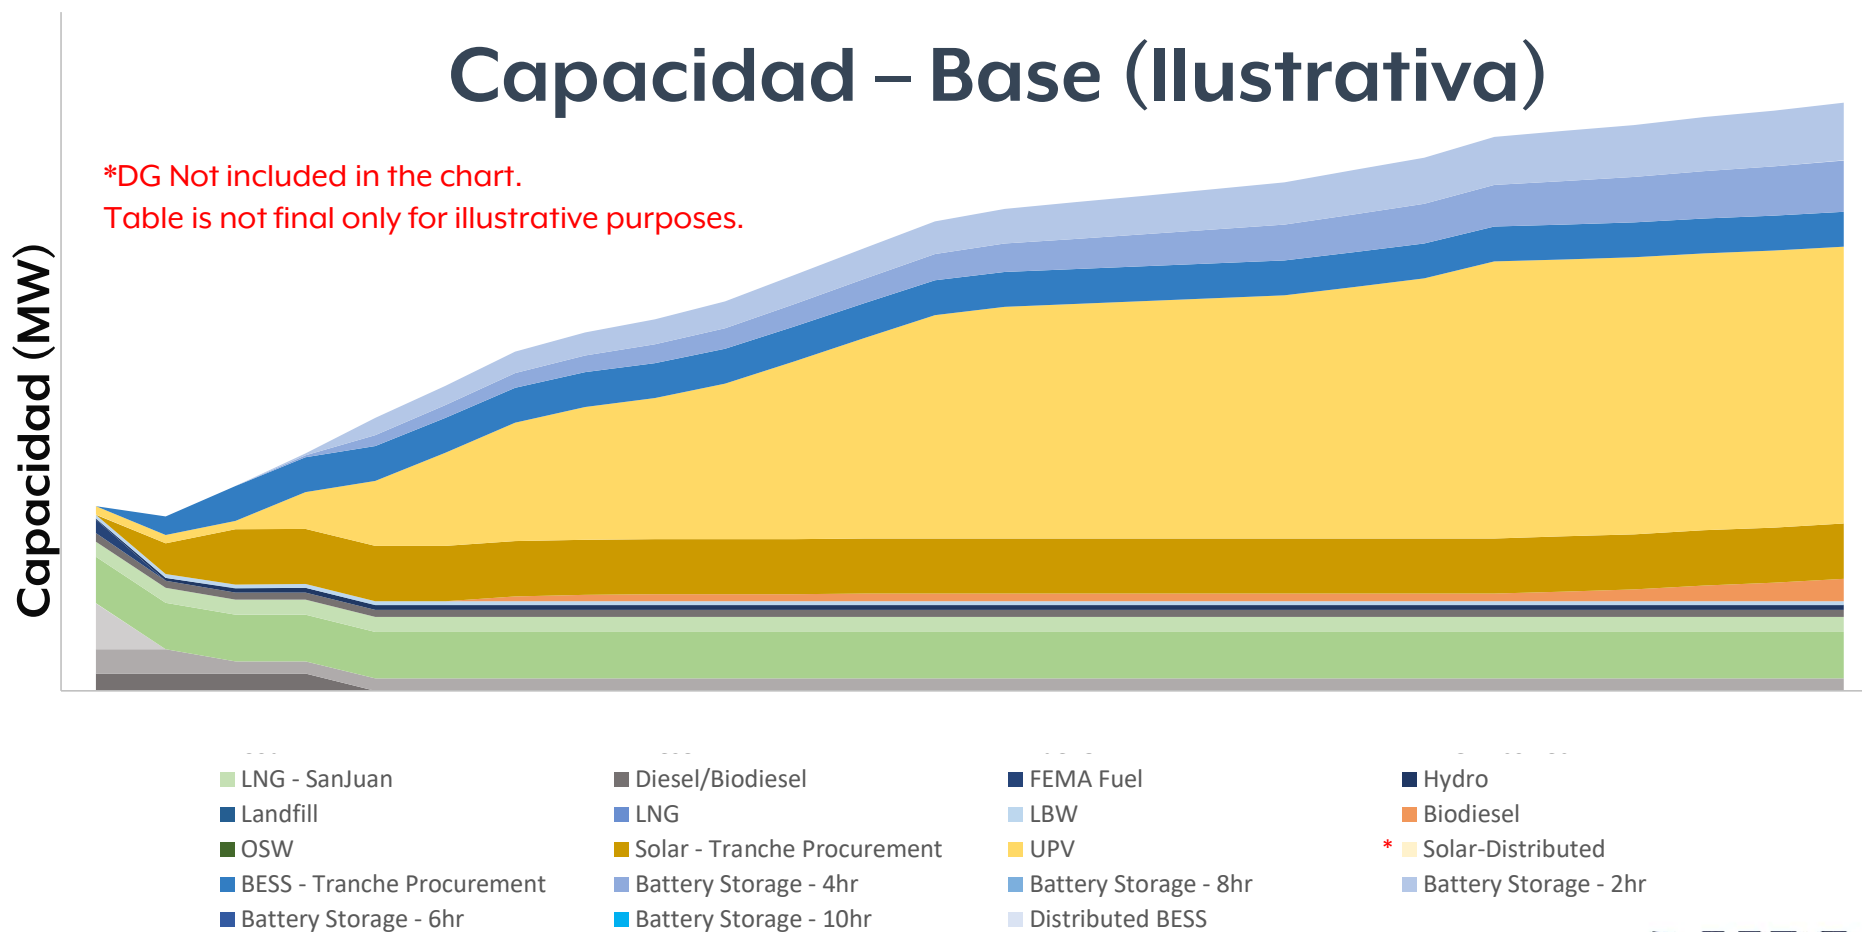 Capacidad – Base (Ilustrativa)
*DG Not included in the chart.
Table is not final only for illustrative purposes.
Capacidad (MW)
LNG - SanJuan
Diesel/Biodiesel
FEMA Fuel
Hydro
Landfill
LNG
LBW
Biodiesel
OSW
Solar - Tranche Procurement
UPV
* Solar-Distributed
BESS - Tranche Procurement
Battery Storage - 4hr
Battery Storage - 8hr
Battery Storage - 2hr
Battery Storage - 6hr
Battery Storage - 10hr
Distributed BESS